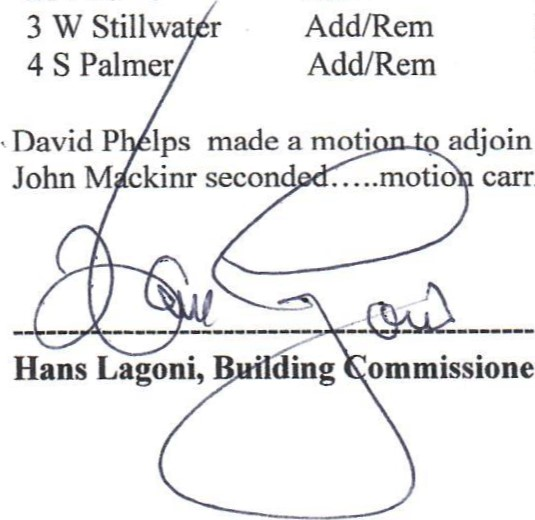 3 W Stillwater Add/Rem
4 S Palmer Add/Rem
David Phelps made a motion to adjoin
John Mackinr seconded.....motion carr
Hans Lagoni, Building Commissione